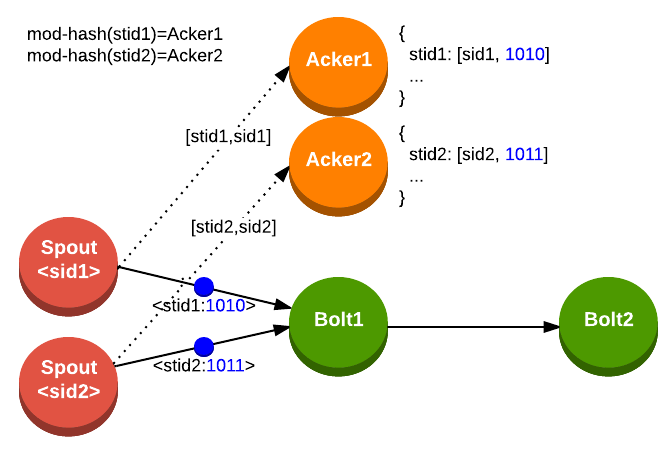 mod-hash(stid1)=Acker1
mod-hash(stid2)=Acker2
Acker1
{
stid1: [sid1, 1010]
...
}
[stid1,sid1]
Acker2
{
stid2: [sid2, 1011]
...
}
[stid2,sid2]
Spout
<sid1>
<stid1:1010>
Bolt1
Bolt2
Spout
<sid2>
<stid2:1011>